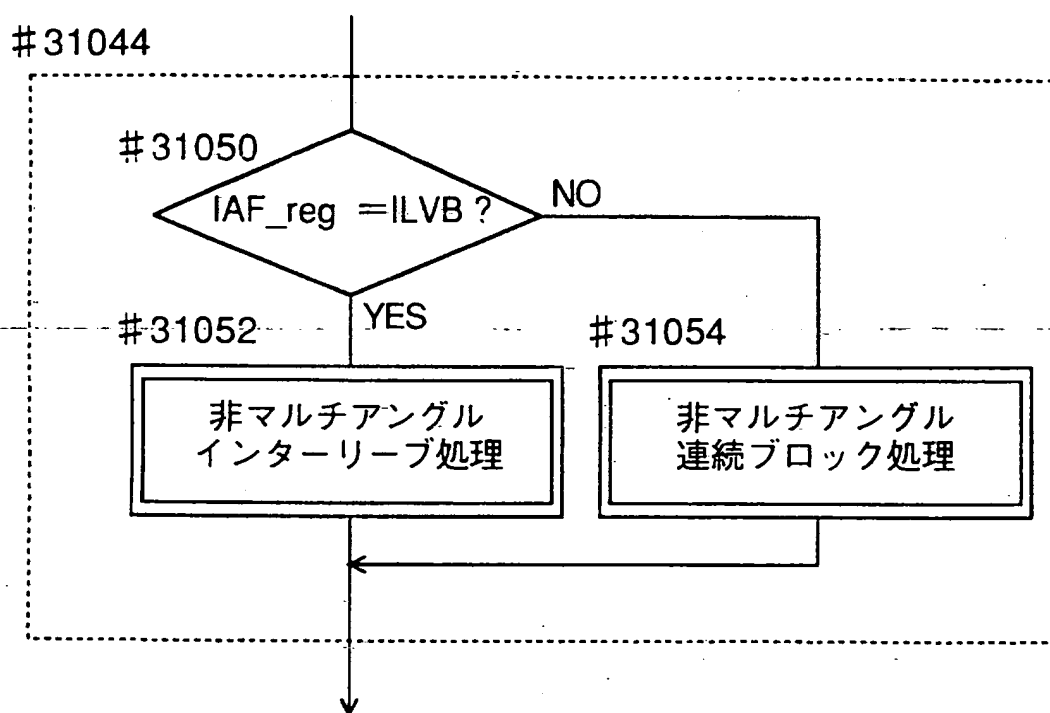 #31044
#31050
IAF_reg =ILVB ?
NO
YES
#31052
#31054
非マルチアングル
インターリーブ処理
非マルチアングル
連続ブロック処理